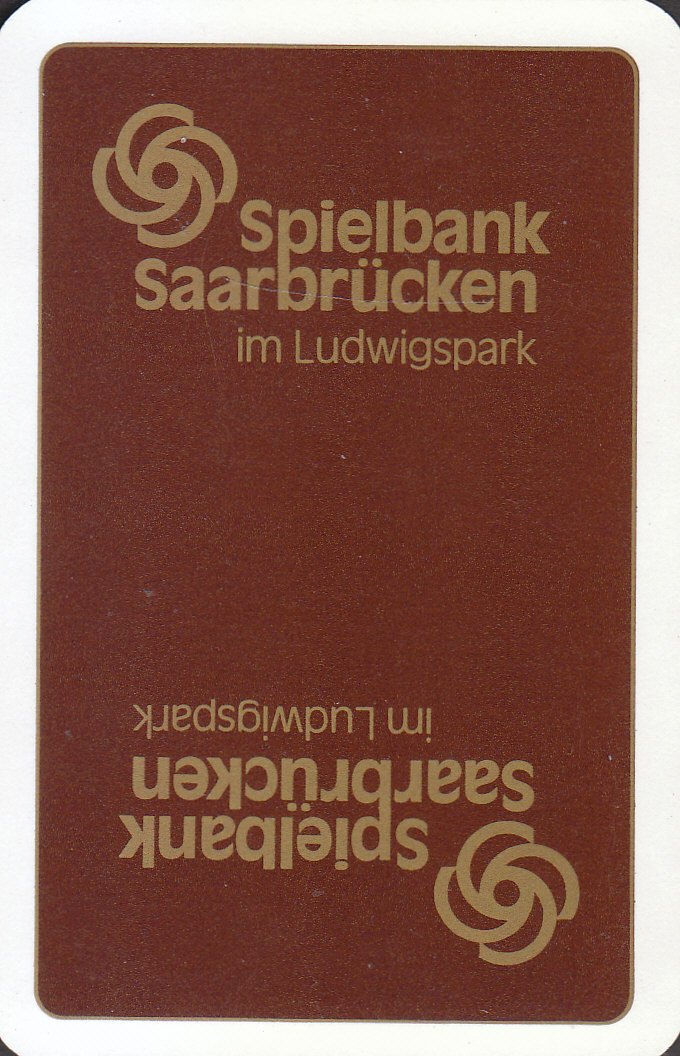 Spielbank
Saarbrücken
im Ludwigspark
Spielbank
Saarbrücken
im Ludwigspark